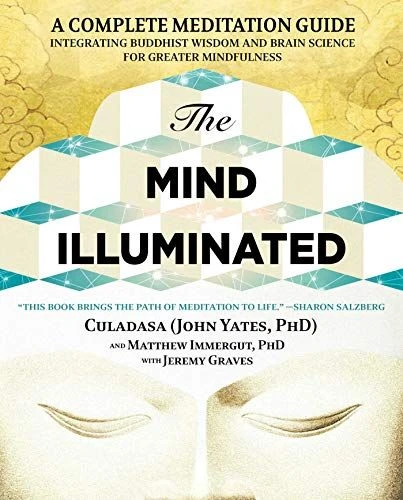 A COMPLETE MEDITATION GUIDE
INTEGRATING BUDDHIST WISDOM AND BRAIN SCIENCE
FOR GREATER MINDFULNESS
The
MIND
ILLUMINATED
“THIS BOOK BRINGS THE PATH OF MEDITATION TO LIFE.” —SHARON SALZBERG
CULADASA (JOHN YATES, PHD)
AND MATTHEW IMMERGUT, PHD
WITH JEREMY GRAVES